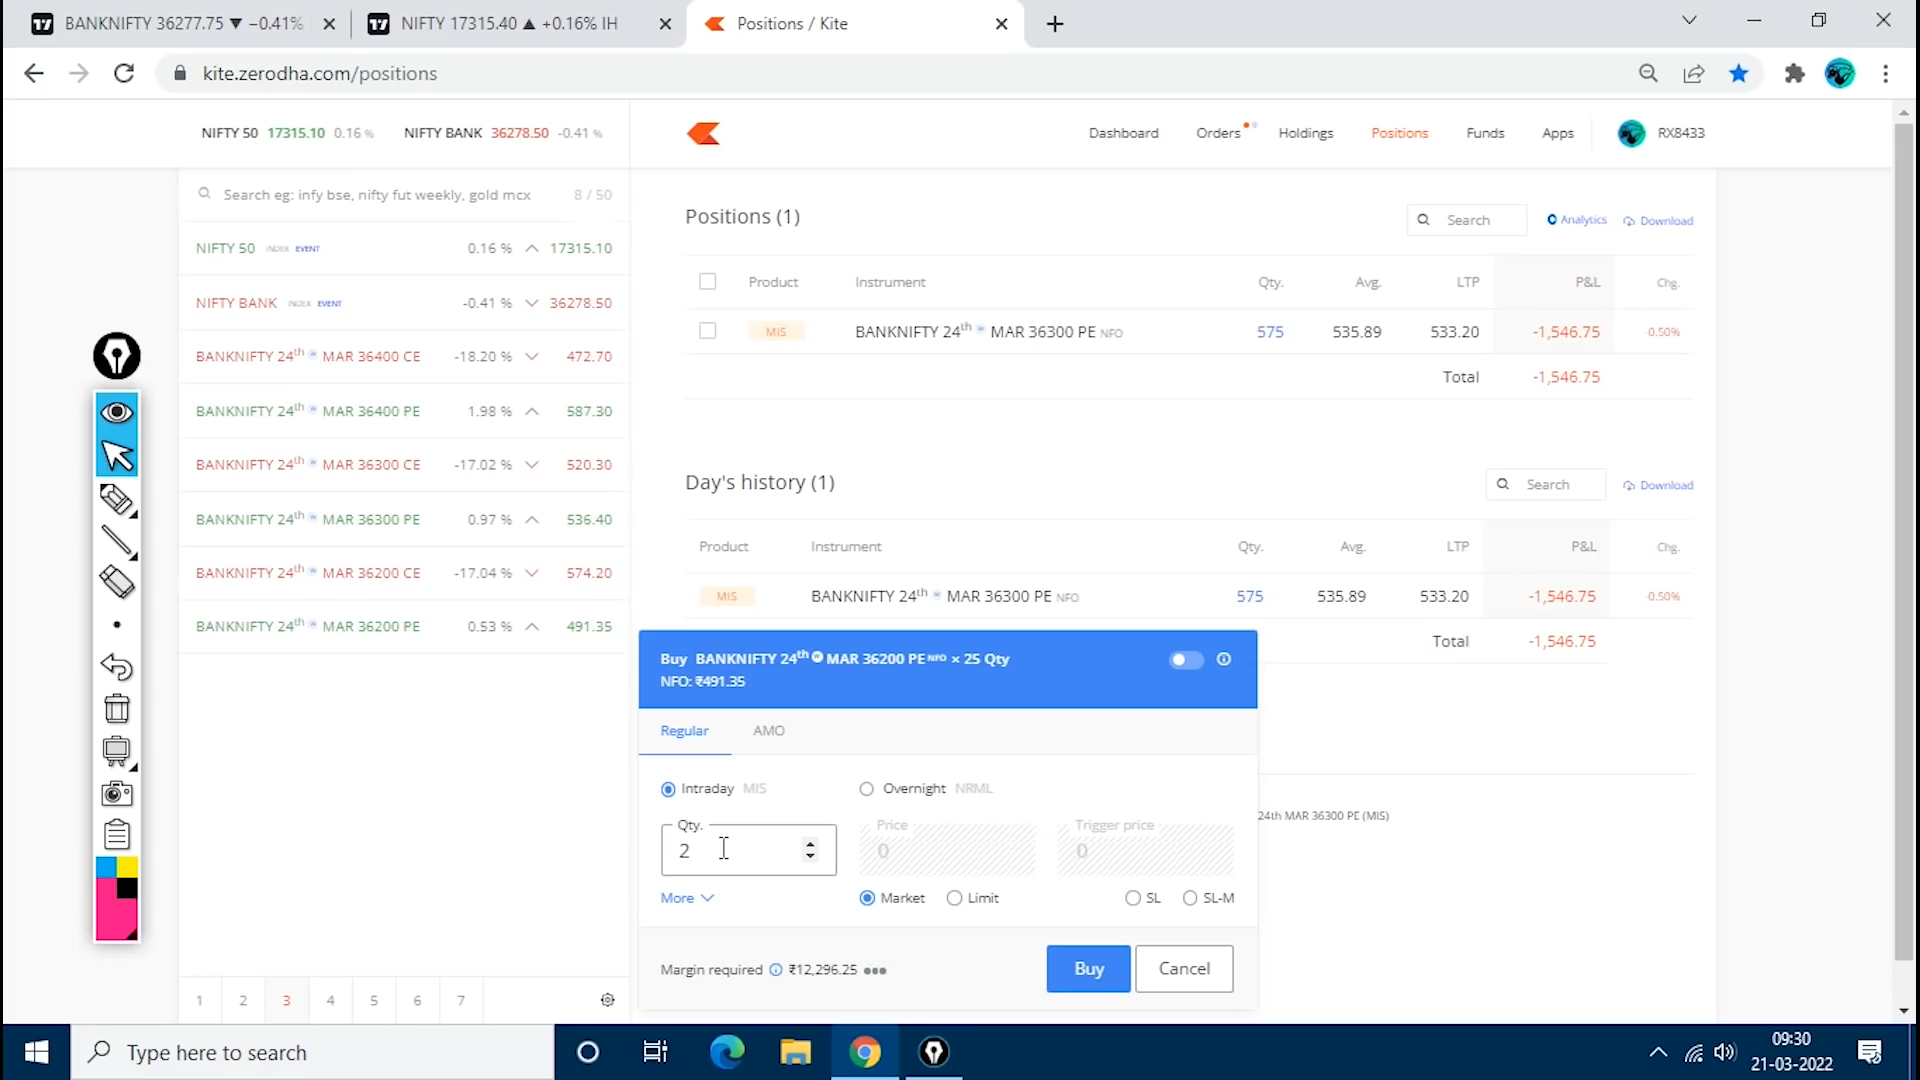 BANKNIFTY 36277.75 ▼ −0.41%
NIFTY 17315.40 ▲ +0.16% IH
Positions / Kite
kite.zerodha.com/positions
NIFTY 50 17315.10 0.16 %
NIFTY BANK 36278.50 -0.41 %
Dashboard
Orders
Holdings
Positions
Funds
Apps
RX8433
Search eg: infy bse, nifty fut weekly, gold mcx
8 / 50
NIFTY 50 INDEX EVENT 0.16 % 17315.10
NIFTY BANK INDEX EVENT -0.41 % 36278.50
BANKNIFTY 24th W MAR 36400 CE -18.20 % 472.70
BANKNIFTY 24th W MAR 36400 PE 1.98 % 587.30
BANKNIFTY 24th W MAR 36300 CE -17.02 % 520.30
BANKNIFTY 24th W MAR 36300 PE 0.97 % 536.40
BANKNIFTY 24th W MAR 36200 CE -17.04 % 574.20
BANKNIFTY 24th W MAR 36200 PE 0.53 % 491.35
1 2 3 4 5 6 7
Positions (1)
Search
Analytics
Download
Product Instrument Qty. Avg. LTP P&L Chg.
MIS BANKNIFTY 24th W MAR 36300 PE NFO 575 535.89 533.20 -1,546.75 -0.50%
Total -1,546.75
Day's history (1)
Search
Download
Product Instrument Qty. Avg. LTP P&L Chg.
MIS BANKNIFTY 24th W MAR 36300 PE NFO 575 535.89 533.20 -1,546.75 -0.50%
Total -1,546.75
24th MAR 36300 PE (MIS)
Buy BANKNIFTY 24th W MAR 36200 PE NFO × 25 Qty
NFO: ₹491.35
Regular
AMO
Intraday MIS
Overnight NRML
Qty.
2
Price
0
Trigger price
0
More
Market
Limit
SL
SL-M
Margin required ₹12,296.25
Buy
Cancel
Type here to search
09:30
21-03-2022